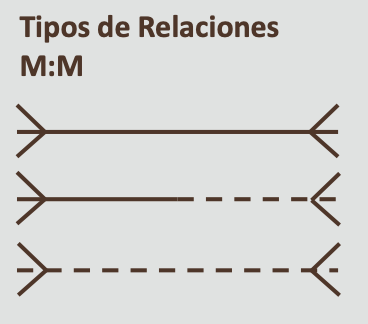 Tipos de Relaciones
M:M